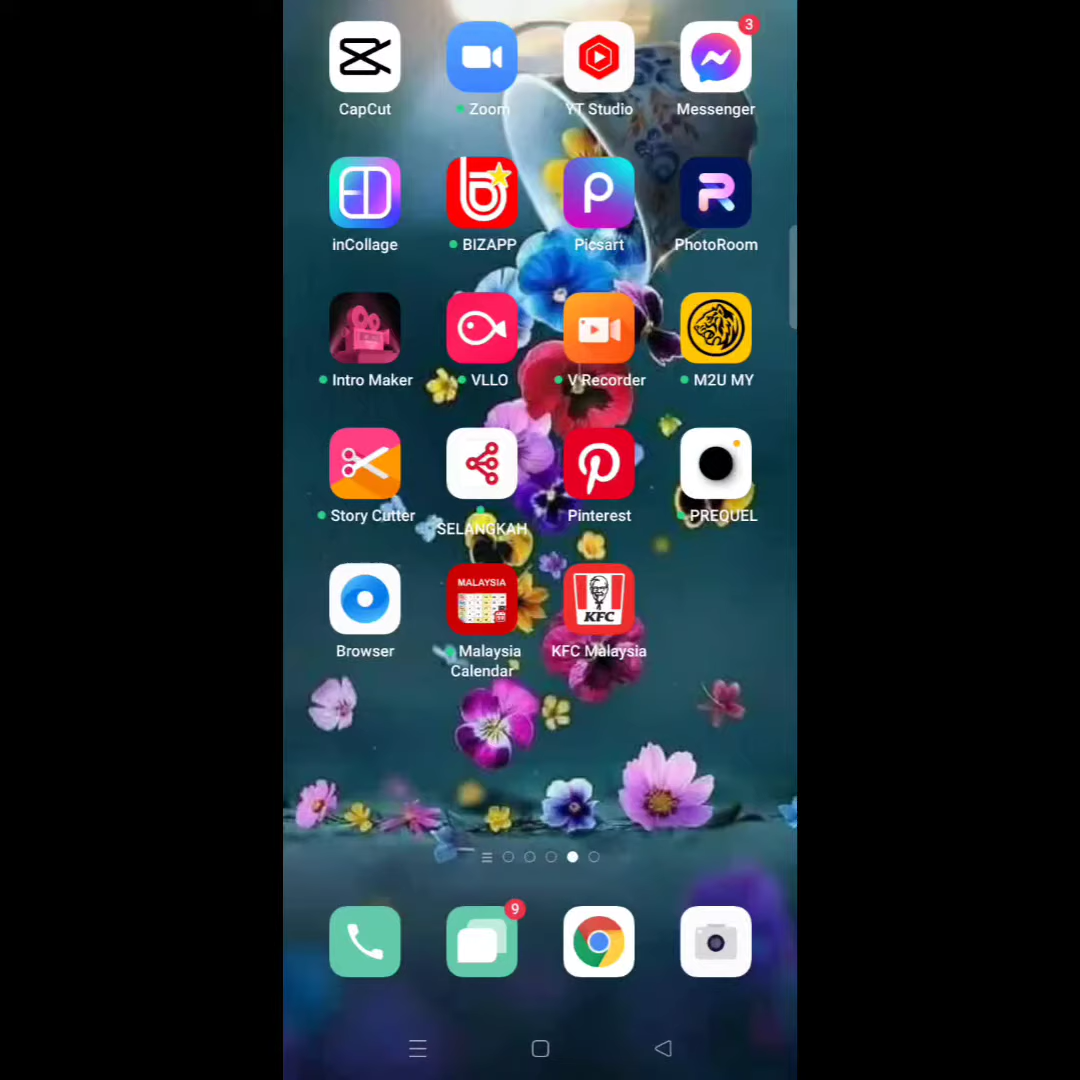 3
CapCut
Zoom
YT Studio
Messenger
inCollage
BIZAPP
Picsart
PhotoRoom
Intro Maker
VLLO
V Recorder
M2U MY
Story Cutter
SELANGKAH
Pinterest
PREQUEL
MALAYSIA
KFC
Browser
Malaysia
Calendar
KFC Malaysia
9